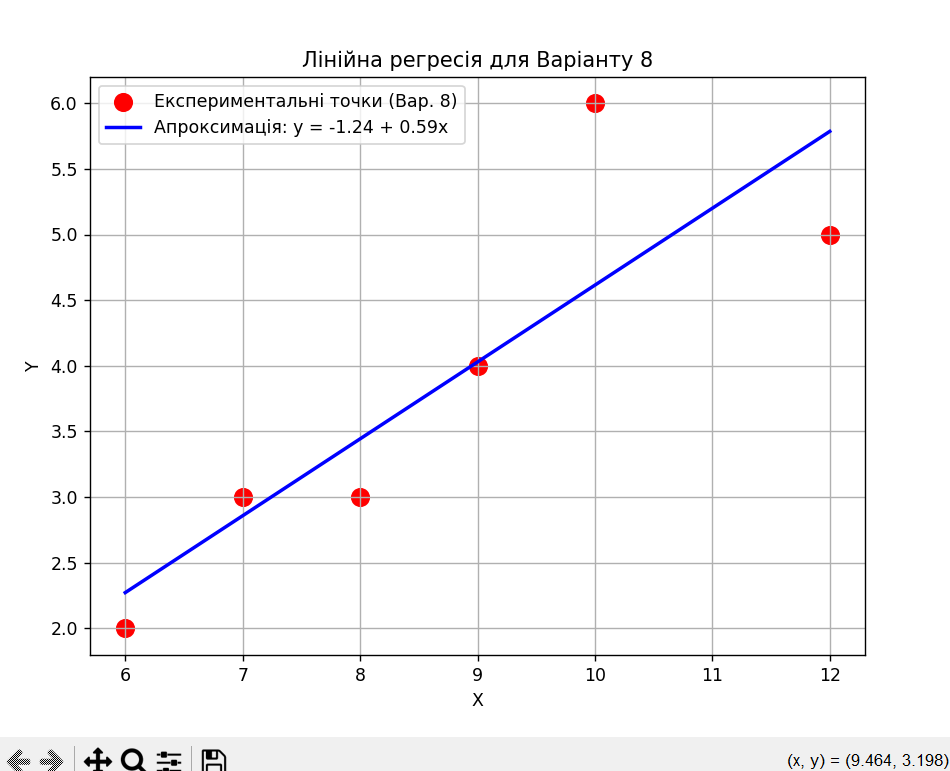 Лінійна регресія для Варіанту 8
Експериментальні точки (Вар. 8)
Апроксимація: y = -1.24 + 0.59x
6.0
5.5
5.0
4.5
4.0
3.5
3.0
2.5
2.0
Y
6 7 8 9 10 11 12
X
(x, y) = (9.464, 3.198)